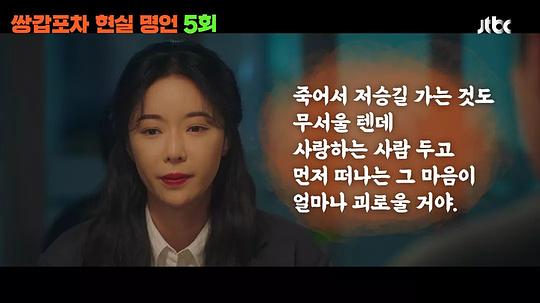 쌍갑포차 현실 명언 5회
jtbc
죽어서 저승길 가는 것도
무서울 텐데
사랑하는 사람 두고
먼저 떠나는 그 마음이
얼마나 괴로울 거야.